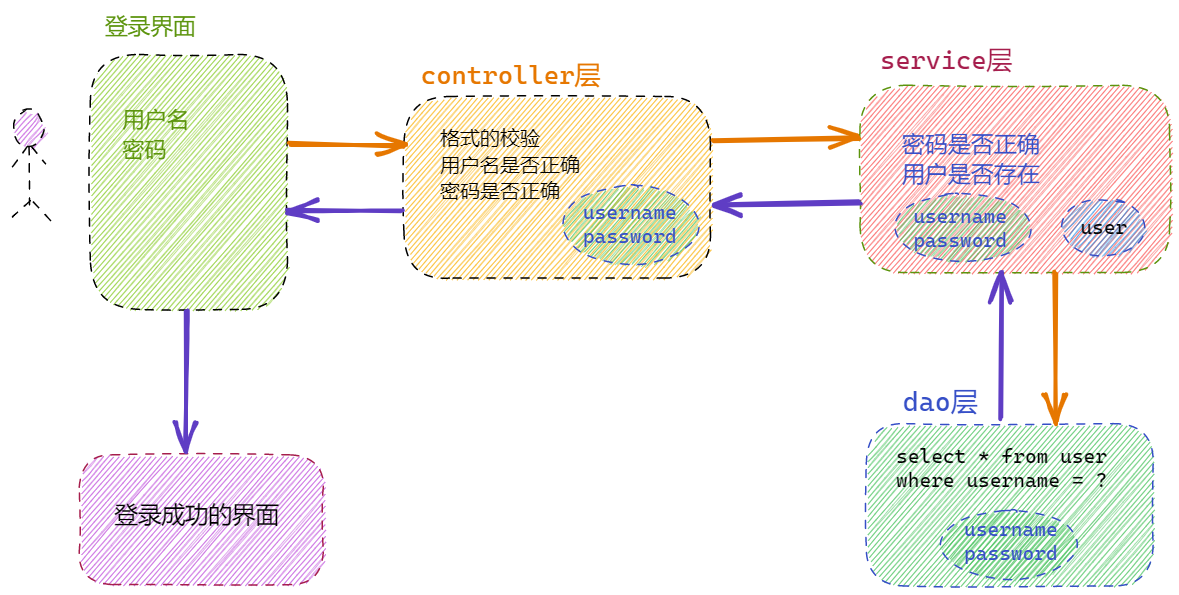 登录界面
用户名
密码
controller层
格式的校验
用户名是否正确
密码是否正确
username
password
service层
密码是否正确
用户是否存在
username
password
user
dao层
select * from user
where username = ?
username
password
登录成功的界面